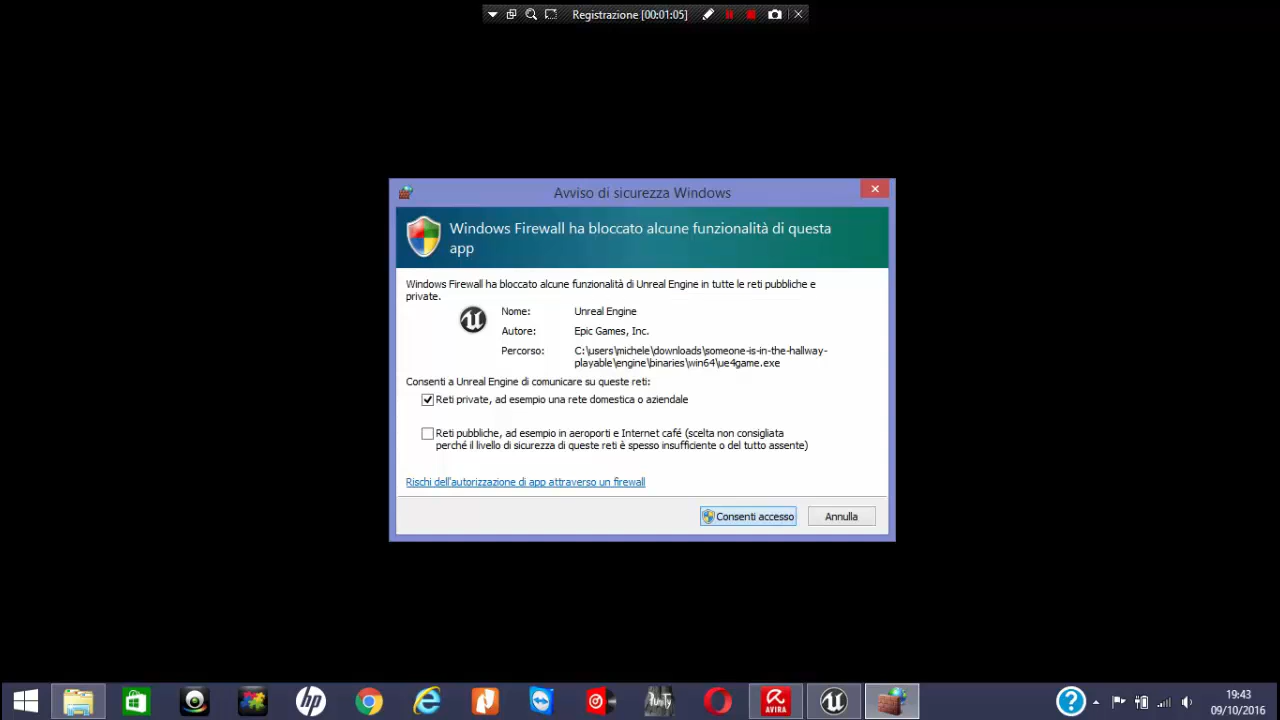 Registrazione [00:01:05]
Avviso di sicurezza Windows
Windows Firewall ha bloccato alcune funzionalità di questa
app
Windows Firewall ha bloccato alcune funzionalità di Unreal Engine in tutte le reti pubbliche e
private.
Nome: Unreal Engine
Autore: Epic Games, Inc.
Percorso: C:\users\michele\downloads\someone-is-in-the-hallway-
playable\engine\binaries\win64\ue4game.exe
Consenti a Unreal Engine di comunicare su queste reti:
Reti private, ad esempio una rete domestica o aziendale
Reti pubbliche, ad esempio in aeroporti e Internet café (scelta non consigliata
perché il livello di sicurezza di queste reti è spesso insufficiente o del tutto assente)
Rischi dell'autorizzazione di app attraverso un firewall
Consenti accesso Annulla
hp
AVIRA
19:43
09/10/2016